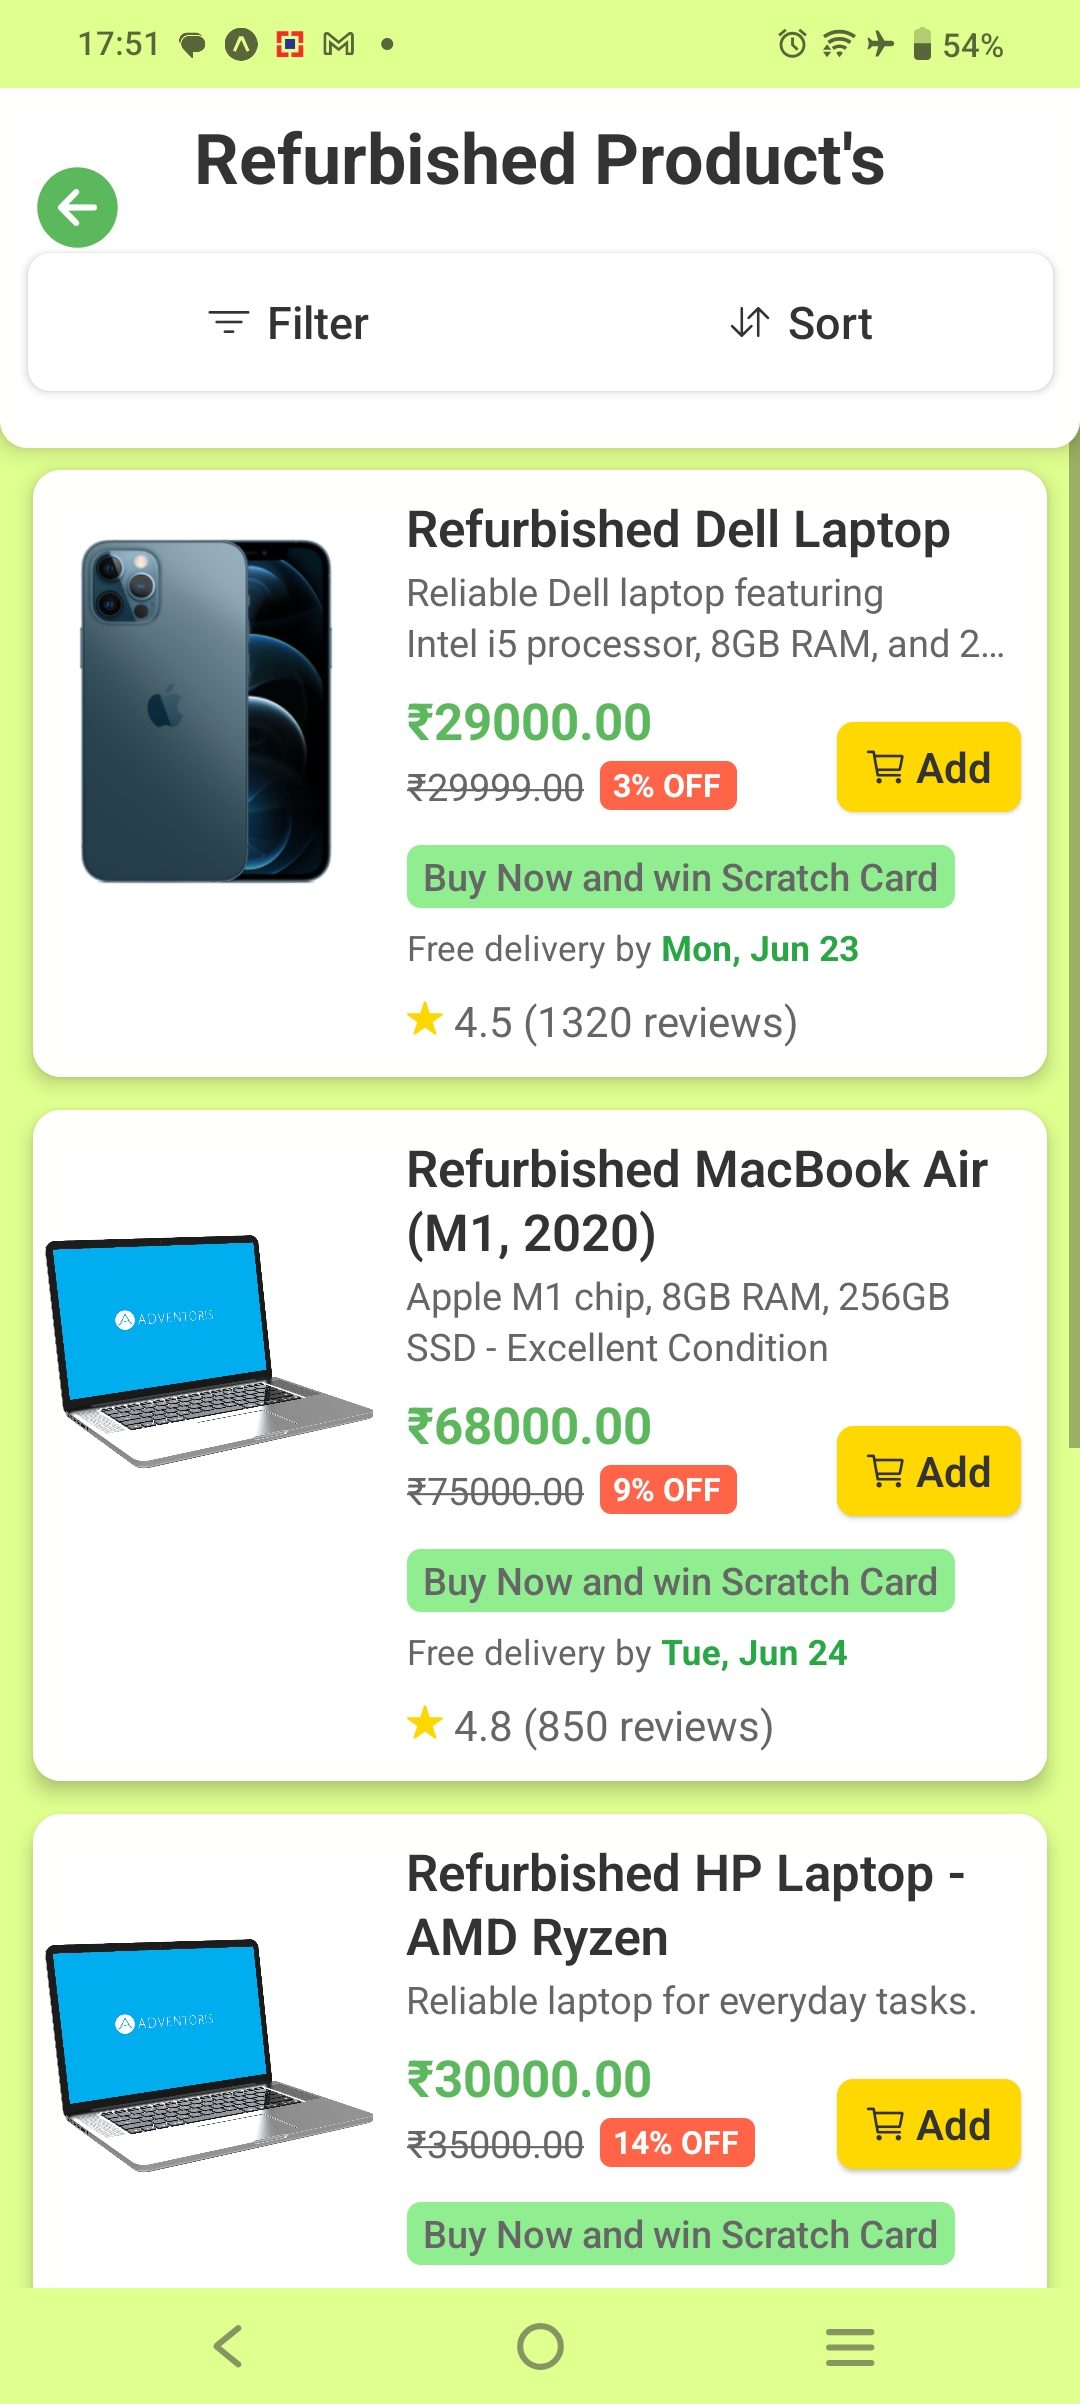 17:51
54%
Refurbished Product's
Filter
Sort
Refurbished Dell Laptop
Reliable Dell laptop featuring
Intel i5 processor, 8GB RAM, and 2...
₹29000.00
₹29999.00 3% OFF
Add
Buy Now and win Scratch Card
Free delivery by Mon, Jun 23
4.5 (1320 reviews)
Refurbished MacBook Air
(M1, 2020)
Apple M1 chip, 8GB RAM, 256GB
SSD - Excellent Condition
ADVENTORIS
₹68000.00
₹75000.00 9% OFF
Add
Buy Now and win Scratch Card
Free delivery by Tue, Jun 24
4.8 (850 reviews)
Refurbished HP Laptop -
AMD Ryzen
Reliable laptop for everyday tasks.
ADVENTORIS
₹30000.00
₹35000.00 14% OFF
Add
Buy Now and win Scratch Card